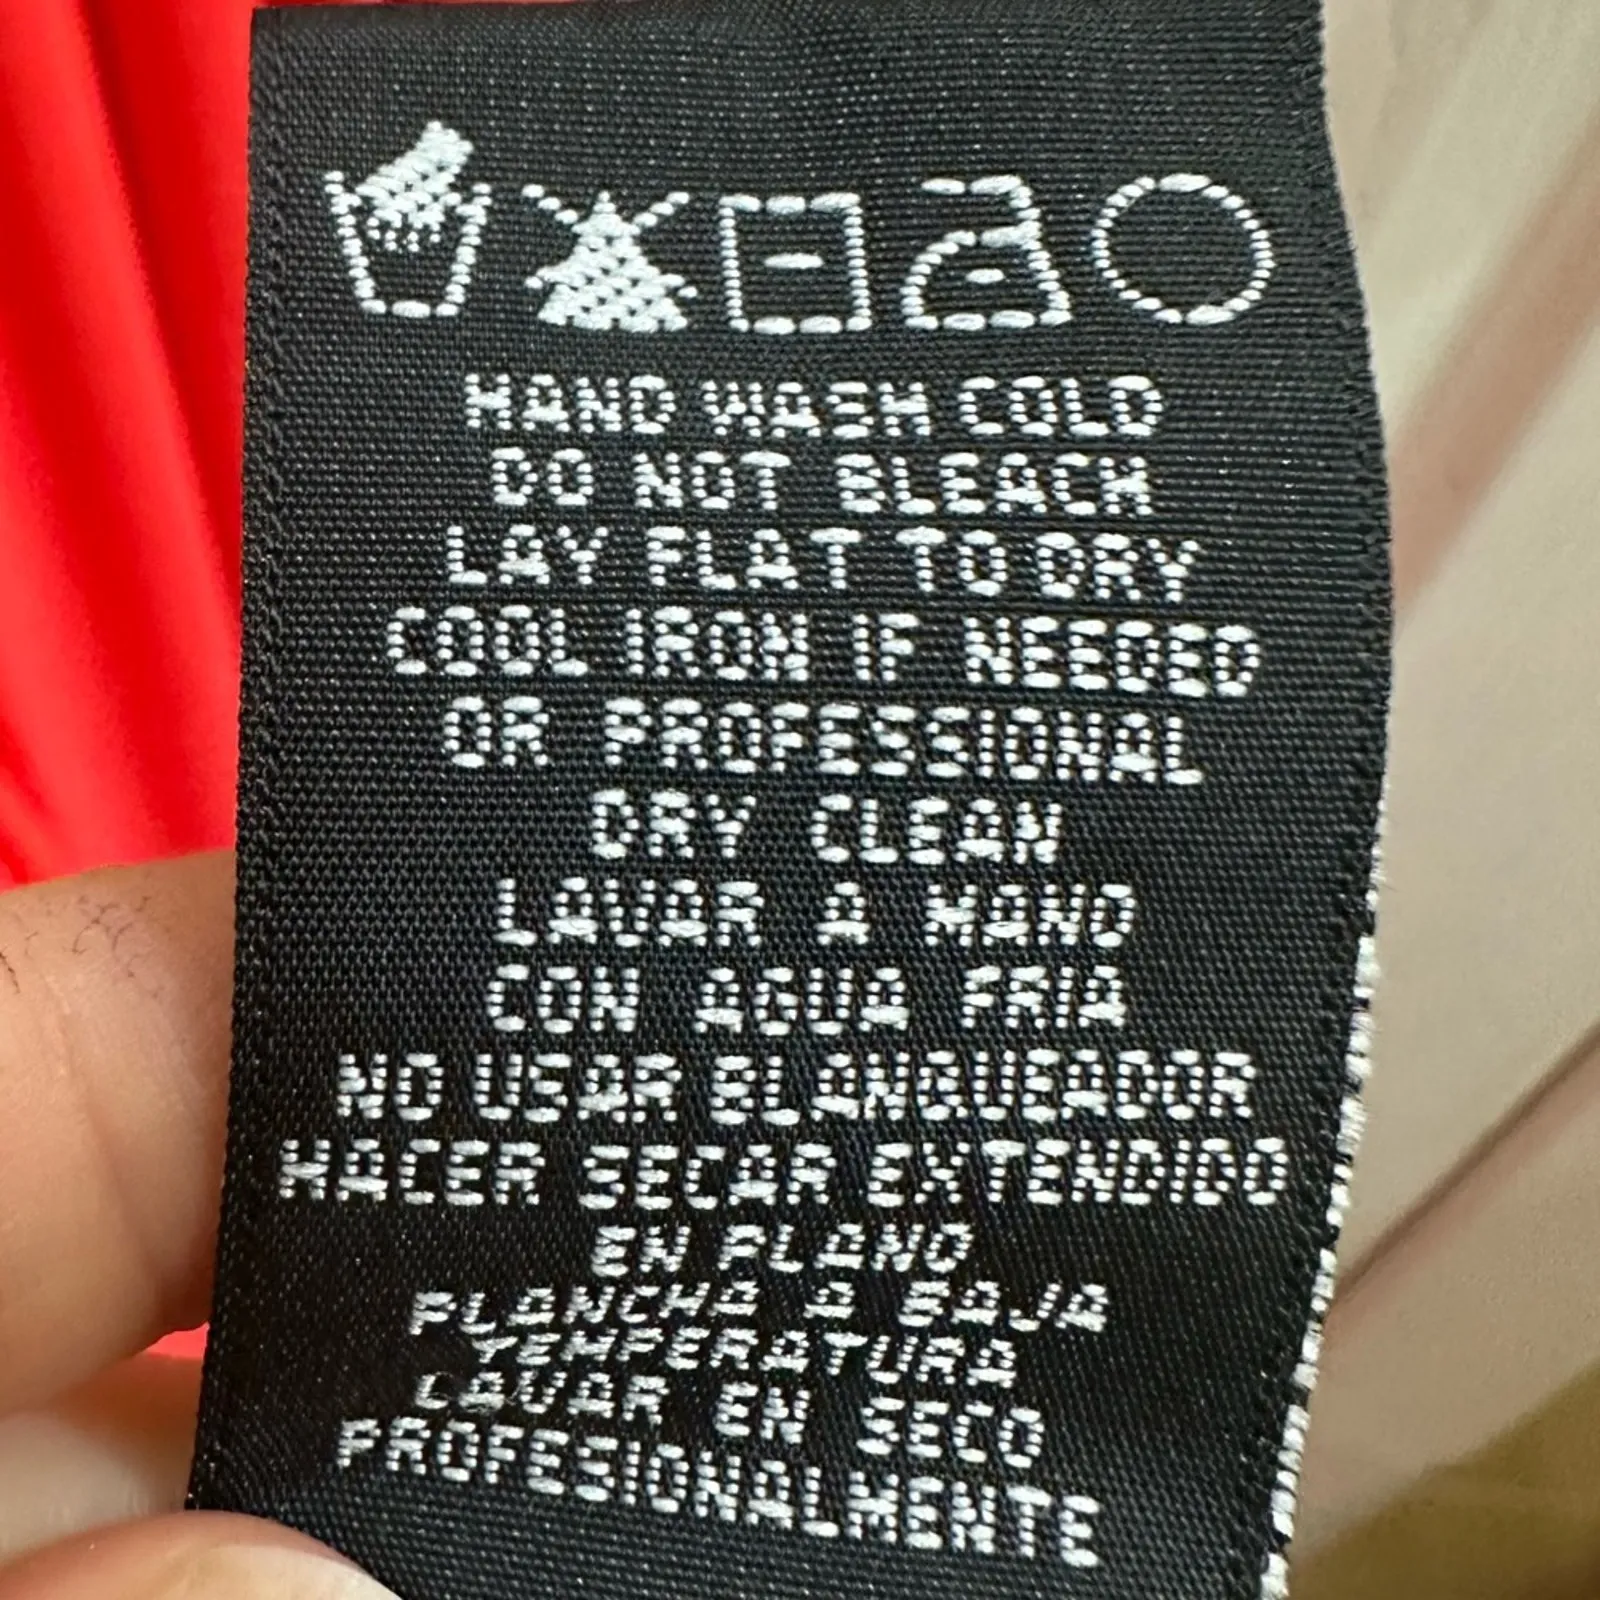 HAND WASH COLD
DO NOT BLEACH
LAY FLAT TO DRY
COOL IRON IF NEEDED
OR PROFESSIONAL
DRY CLEAN
LAVAR A MANO
CON AGUA FRIA
NO USAR BLANQUEADOR
HACER SECAR EXTENDIDO
EN PLANO
PLANCHA A BAJA
TEMPERATURA
LAVAR EN SECO
PROFESIONALMENTE